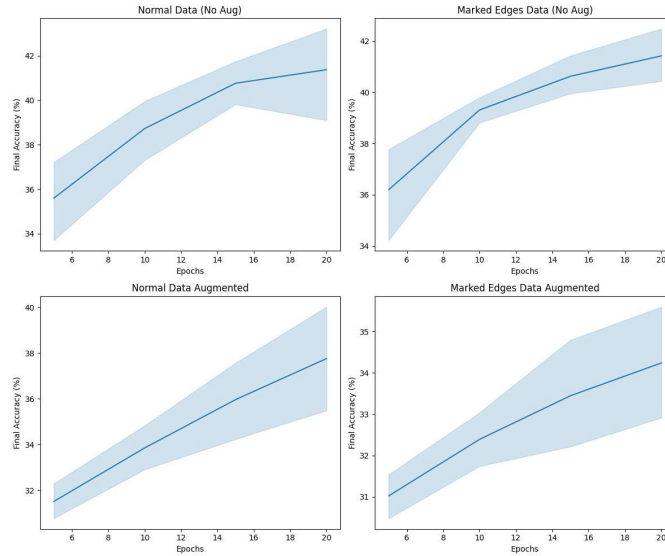 Normal Data (No Aug)
Final Accuracy (%)
42
40
38
36
34
6 8 10 12 14 16 18 20
Epochs
Marked Edges Data (No Aug)
Final Accuracy (%)
42
40
38
36
34
6 8 10 12 14 16 18 20
Epochs
Normal Data Augmented
Final Accuracy (%)
40
38
36
34
32
6 8 10 12 14 16 18 20
Epochs
Marked Edges Data Augmented
Final Accuracy (%)
35
34
33
32
31
6 8 10 12 14 16 18 20
Epochs